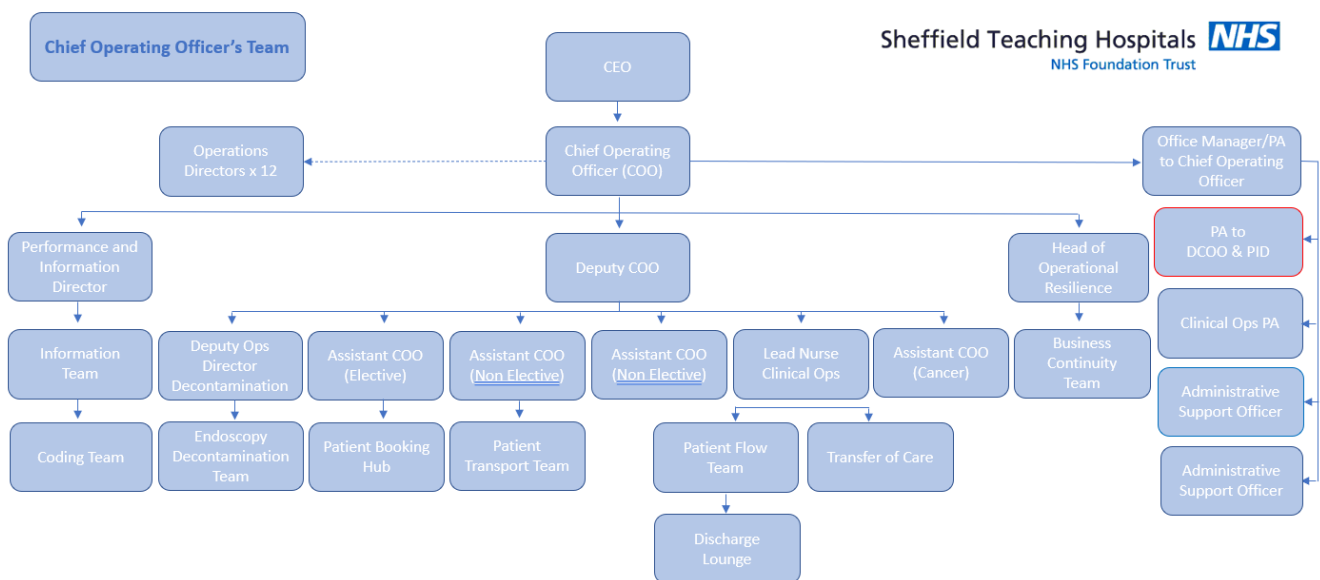 Chief Operating Officer's Team
Sheffield Teaching Hospitals NHS
NHS Foundation Trust
CEO
Operations
Directors x 12
Chief Operating
Officer (COO)
Office Manager/PA
to Chief Operating
Officer
Performance and
Information
Director
Deputy COO
Head of
Operational
Resilience
PA to
DCOO & PID
Information
Team
Deputy Ops
Director
Decontamination
Assistant COO
(Elective)
Assistant COO
(Non Elective)
Assistant COO
(Non Elective)
Lead Nurse
Clinical Ops
Assistant COO
(Cancer)
Business
Continuity
Team
Clinical Ops PA
Coding Team
Endoscopy
Decontamination
Team
Patient Booking
Hub
Patient
Transport Team
Patient Flow
Team
Transfer of Care
Administrative
Support Officer
Administrative
Support Officer
Discharge
Lounge